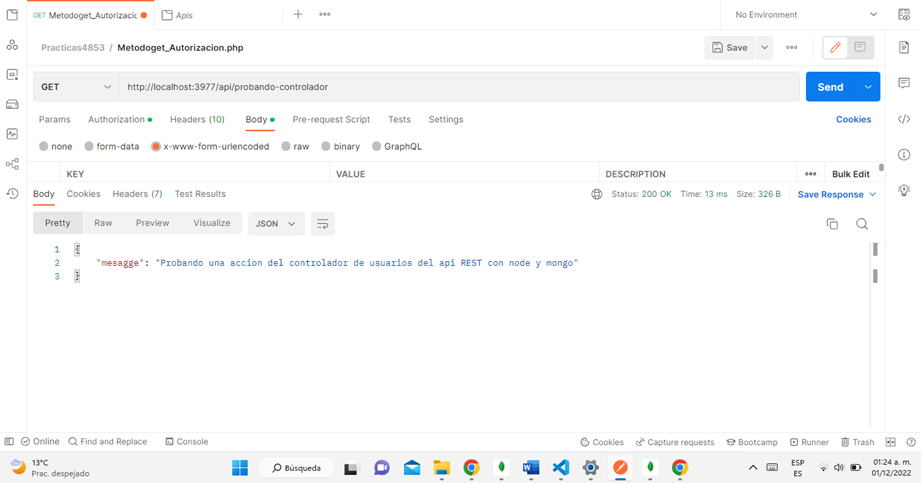 GET Metodoget_Autorizacic Apis No Environment
Practicas4853 / Metodoget_Autorizacion.php Save
GET http://localhost:3977/api/probando-controlador Send
Params Authorization Headers (10) Body Pre-request Script Tests Settings Cookies
none form-data x-www-form-urlencoded raw binary GraphQL
KEY VALUE DESCRIPTION Bulk Edit
Body Cookies Headers (7) Test Results Status: 200 OK Time: 13 ms Size: 326 B Save Response
Pretty Raw Preview Visualize JSON
1 {
2 "mesagge": "Probando una accion del controlador de usuarios del api REST con node y mongo"
3 }
Online Find and Replace Console Cookies Capture requests Bootcamp Runner Trash
13°C
Prac. despejado
Búsqueda
ESP
ES
01:24 a. m.
01/12/2022